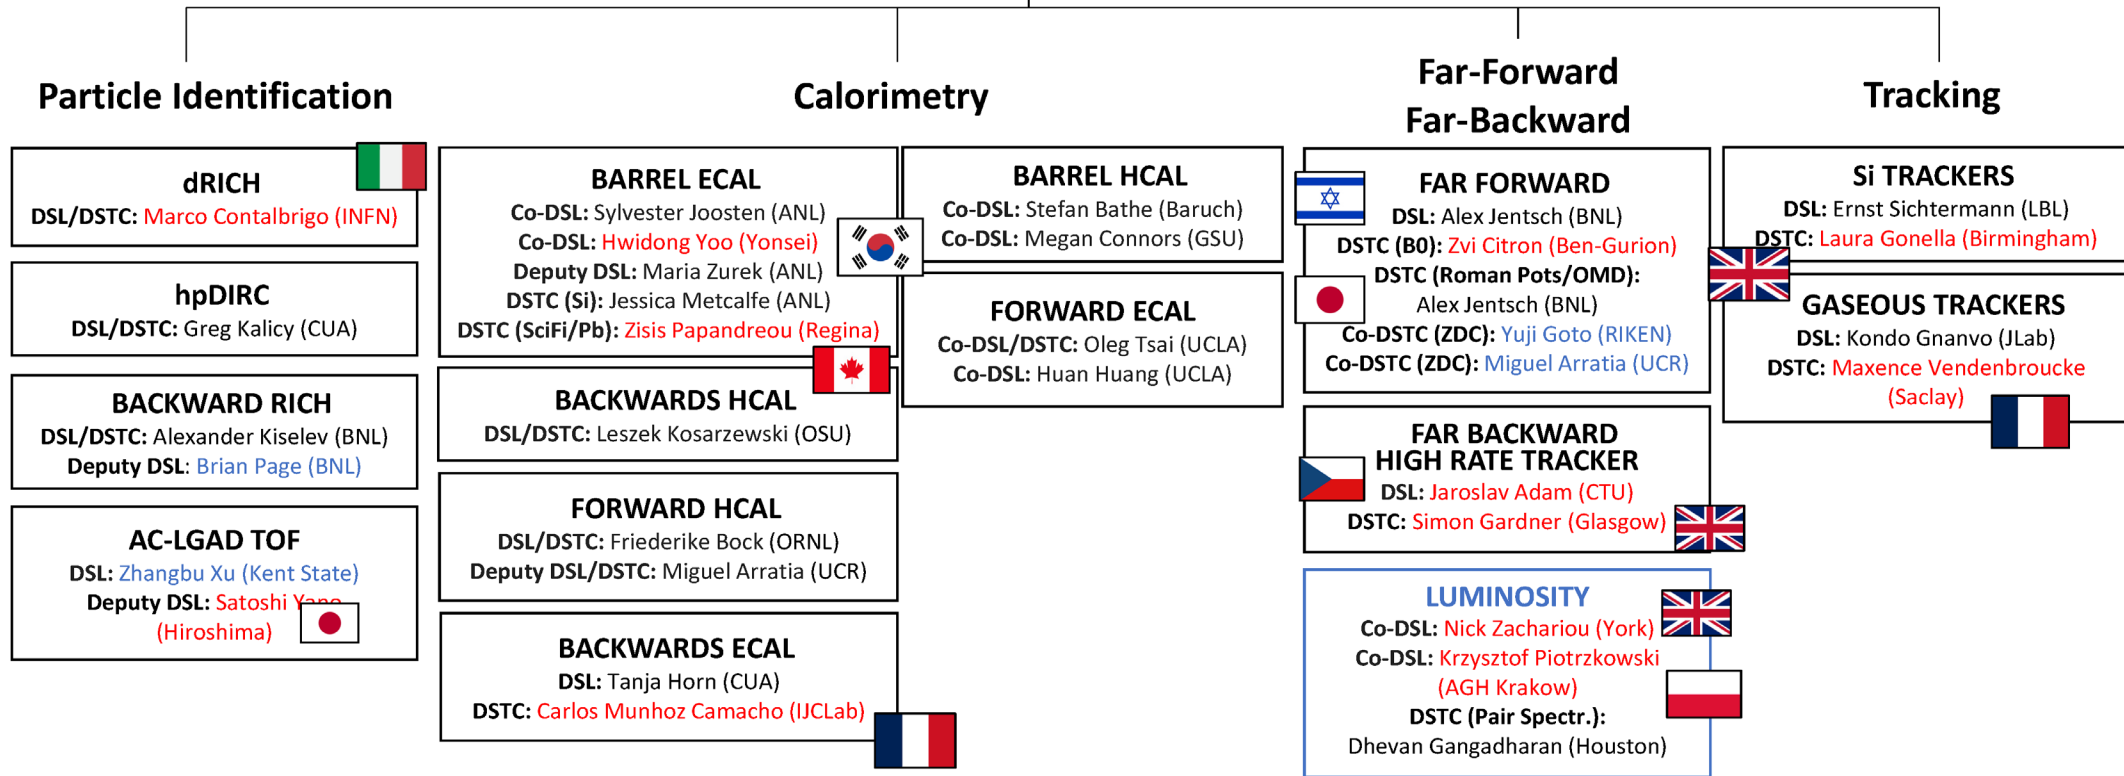 Particle Identification
dRICH
DSL/DSTC: Marco Contalbrigo (INFN)
hpDIRC
DSL/DSTC: Greg Kalicy (CUA)
BACKWARD RICH
DSL/DSTC: Alexander Kiselev (BNL)
Deputy DSL: Brian Page (BNL)
AC-LGAD TOF
DSL: Zhangbu Xu (Kent State)
Deputy DSL: Satoshi Yano
(Hiroshima)
Calorimetry
BARREL ECAL
Co-DSL: Sylvester Joosten (ANL)
Co-DSL: Hwidong Yoo (Yonsei)
Deputy DSL: Maria Zurek (ANL)
DSTC (Si): Jessica Metcalfe (ANL)
DSTC (SciFi/Pb): Zisis Papandreou (Regina)
BACKWARDS HCAL
DSL/DSTC: Leszek Kosarzewski (OSU)
FORWARD HCAL
DSL/DSTC: Friederike Bock (ORNL)
Deputy DSL/DSTC: Miguel Arratia (UCR)
BACKWARDS ECAL
DSL: Tanja Horn (CUA)
DSTC: Carlos Munhoz Camacho (IJCLab)
BARREL HCAL
Co-DSL: Stefan Bathe (Baruch)
Co-DSL: Megan Connors (GSU)
FORWARD ECAL
Co-DSL/DSTC: Oleg Tsai (UCLA)
Co-DSL: Huan Huang (UCLA)
Far-Forward
Far-Backward
FAR FORWARD
DSL: Alex Jentsch (BNL)
DSTC (B0): Zvi Citron (Ben-Gurion)
DSTC (Roman Pots/OMD):
Alex Jentsch (BNL)
Co-DSTC (ZDC): Yuji Goto (RIKEN)
Co-DSTC (ZDC): Miguel Arratia (UCR)
FAR BACKWARD
HIGH RATE TRACKER
DSL: Jaroslav Adam (CTU)
DSTC: Simon Gardner (Glasgow)
LUMINOSITY
Co-DSL: Nick Zachariou (York)
Co-DSL: Krzysztof Piotrzkowski
(AGH Krakow)
DSTC (Pair Spectr.):
Dhevan Gangadharan (Houston)
Tracking
Si TRACKERS
DSL: Ernst Sichtermann (LBL)
DSTC: Laura Gonella (Birmingham)
GASEOUS TRACKERS
DSL: Kondo Gnanvo (JLab)
DSTC: Maxence Vendenbroucke
(Saclay)